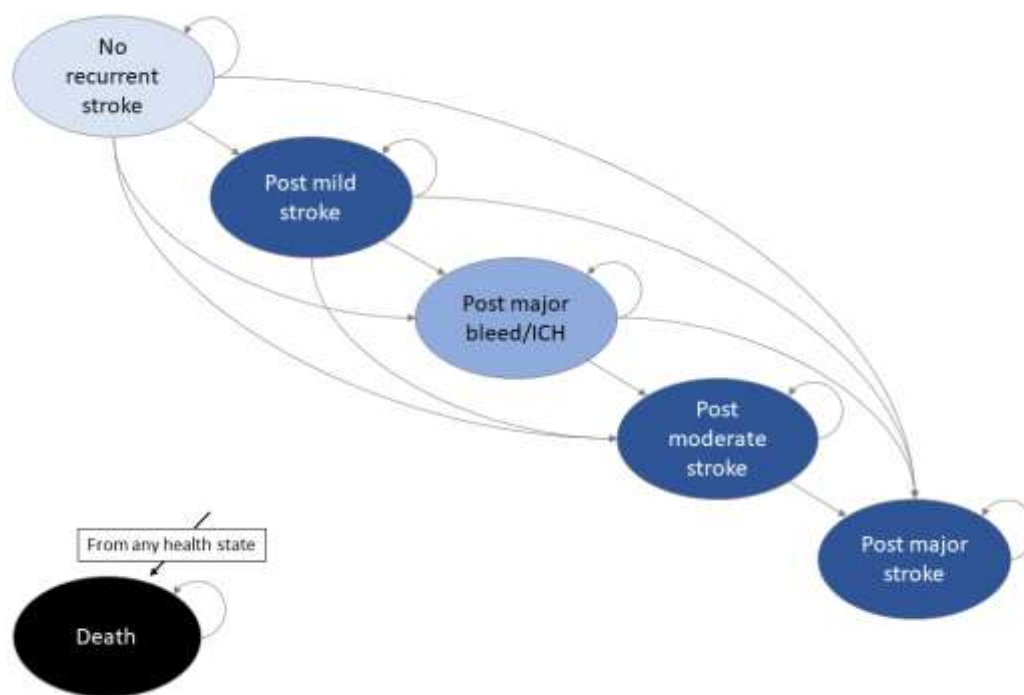 No
recurrent
stroke
Post mild
stroke
Post major
bleed/ICH
Post
moderate
stroke
Post major
stroke
From any health state
Death